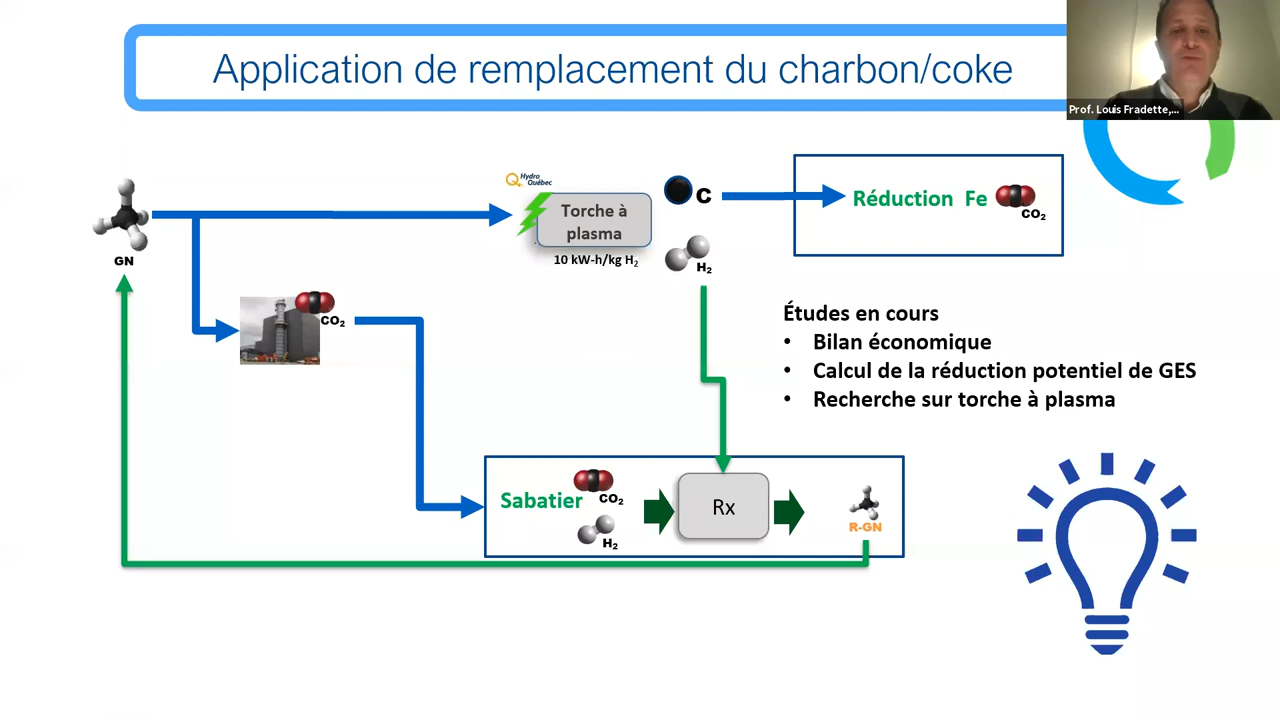 Application de remplacement du charbon/coke
Prof. Louis Fradette,...
Hydro
Québec
Torche à
plasma
10 kW-h/kg H₂
C
H₂
Réduction Fe
CO₂
GN
CO₂
Études en cours
• Bilan économique
• Calcul de la réduction potentiel de GES
• Recherche sur torche à plasma
Sabatier
CO₂
H₂
Rx
R-GN